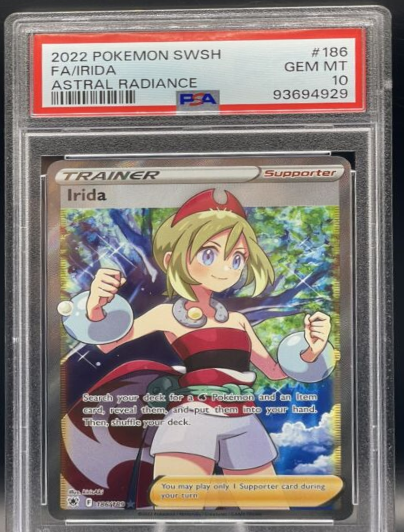 2022 POKEMON SWSH #186
FA/IRIDA GEM MT
ASTRAL RADIANCE 10
PSA 93694929
TRAINER Supporter
Irida
Search your deck for a Pokémon and an Item
card, reveal them, and put them into your hand.
Then, shuffle your deck.
You may play only 1 Supporter card during
your turn.
Illus.